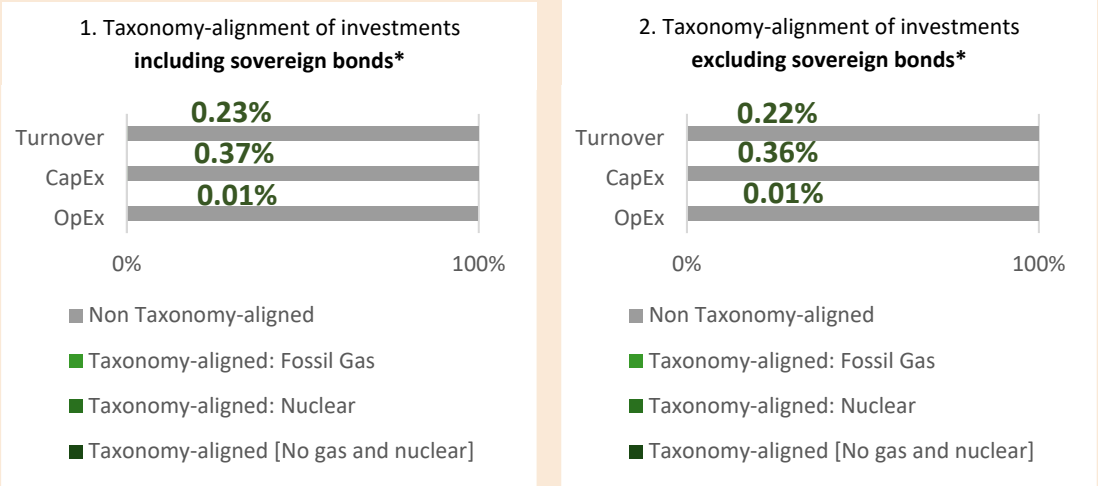 1. Taxonomy-alignment of investments
including sovereign bonds*
0.23%
Turnover
0.37%
CapEx
0.01%
OpEx
0% 100%
Non Taxonomy-aligned
Taxonomy-aligned: Fossil Gas
Taxonomy-aligned: Nuclear
Taxonomy-aligned [No gas and nuclear]
2. Taxonomy-alignment of investments
excluding sovereign bonds*
0.22%
Turnover
0.36%
CapEx
0.01%
OpEx
0% 100%
Non Taxonomy-aligned
Taxonomy-aligned: Fossil Gas
Taxonomy-aligned: Nuclear
Taxonomy-aligned [No gas and nuclear]